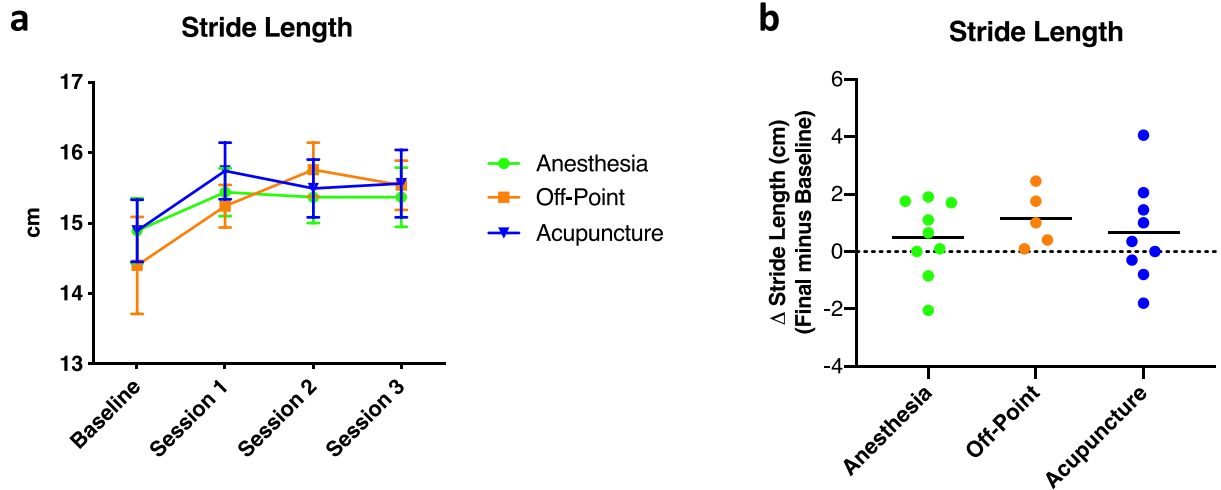 a
Stride Length
17
16
15
14
13
cm
Baseline
Session 1
Session 2
Session 3
Anesthesia
Off-Point
Acupuncture
b
Stride Length
6
4
2
0
-2
-4
Δ Stride Length (cm)
(Final minus Baseline)
Anesthesia
Off-Point
Acupuncture